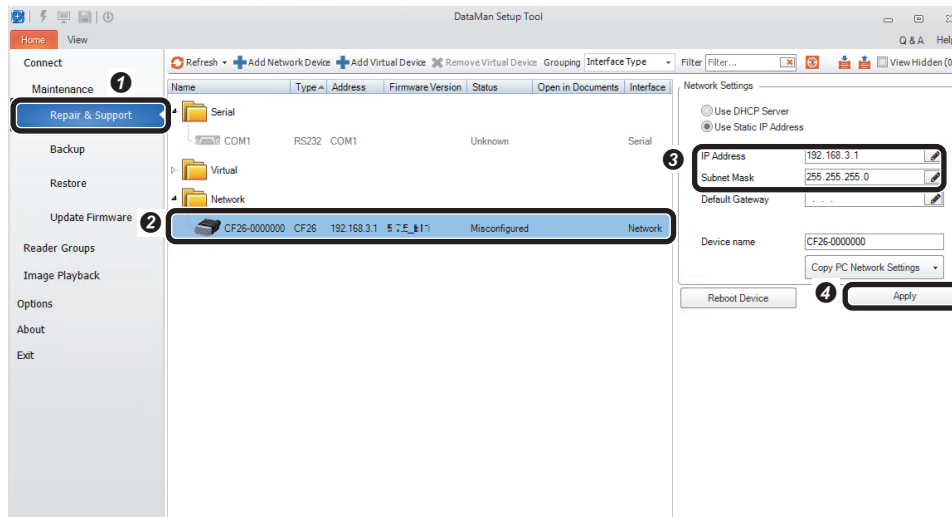 DataMan Setup Tool
Home View Q & A Help
Connect
Maintenance
Repair & Support
Backup
Restore
Update Firmware
Reader Groups
Image Playback
Options
About
Exit
Refresh Add Network Device Add Virtual Device Remove Virtual Device Grouping Interface Type Filter Filter... View Hidden (0
Name Type Address Firmware Version Status Open in Documents Interface
Serial
COM1 RS232 COM1 Unknown Serial
Virtual
Network
CF26-0000000 CF26 192.168.3.1 Misconfigured Network
Network Settings
Use DHCP Server
Use Static IP Address
IP Address 192.168.3.1
Subnet Mask 255.255.255.0
Default Gateway . . .
Device name CF26-0000000
Copy PC Network Settings
Reboot Device Apply
1
2
3
4